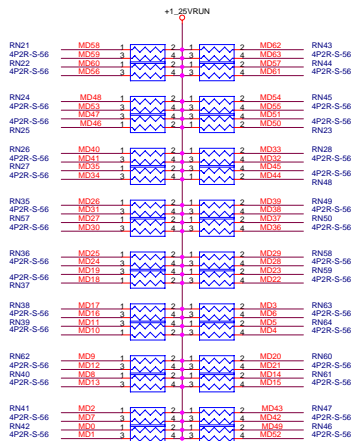 +1_25VRUN
RN21 MD58 1 2 2 1 MD62 RN43
4P2R-S-56 MD59 3 4 4 3 MD63 4P2R-S-56
RN22 MD60 1 2 2 1 MD57 RN44
4P2R-S-56 MD56 3 4 4 3 MD61 4P2R-S-56
RN24 MD48 1 2 2 1 MD54 RN45
4P2R-S-56 MD53 3 4 4 3 MD55 4P2R-S-56
4P2R-S-56 MD47 3 4 4 3 MD51 4P2R-S-56
RN25 MD46 1 2 2 1 MD50 RN23
RN26 MD40 1 2 2 1 MD33 RN28
4P2R-S-56 MD41 3 4 4 3 MD32 4P2R-S-56
RN27 MD35 1 2 2 1 MD45 4P2R-S-56
4P2R-S-56 MD34 3 4 4 3 MD44 RN48
RN35 MD26 1 2 2 1 MD39 RN49
4P2R-S-56 MD31 3 4 4 3 MD38 4P2R-S-56
RN57 MD27 1 2 2 1 MD37 RN50
4P2R-S-56 MD30 3 4 4 3 MD36 4P2R-S-56
RN36 MD25 1 2 2 1 MD29 RN58
4P2R-S-56 MD24 3 4 4 3 MD28 4P2R-S-56
4P2R-S-56 MD19 3 4 2 1 MD23 RN59
RN37 MD18 1 2 4 3 MD22 4P2R-S-56
RN38 MD17 1 2 2 1 MD3 RN63
4P2R-S-56 MD16 3 4 4 3 MD6 4P2R-S-56
RN39 MD11 MD5 RN64
4P2R-S-56 MD10 MD4 4P2R-S-56
RN62 MD9 1 2 2 1 MD20 RN60
4P2R-S-56 MD12 3 4 4 3 MD21 4P2R-S-56
RN40 MD8 1 2 2 1 MD14 RN61
4P2R-S-56 MD13 3 4 4 3 MD15 4P2R-S-56
RN41 MD2 1 2 2 1 MD43 RN47
4P2R-S-56 MD7 3 4 4 3 MD42 4P2R-S-56
RN42 MD0 1 2 MD49 RN46
4P2R-S-56 MD1 3 4 MD52 4P2R-S-56